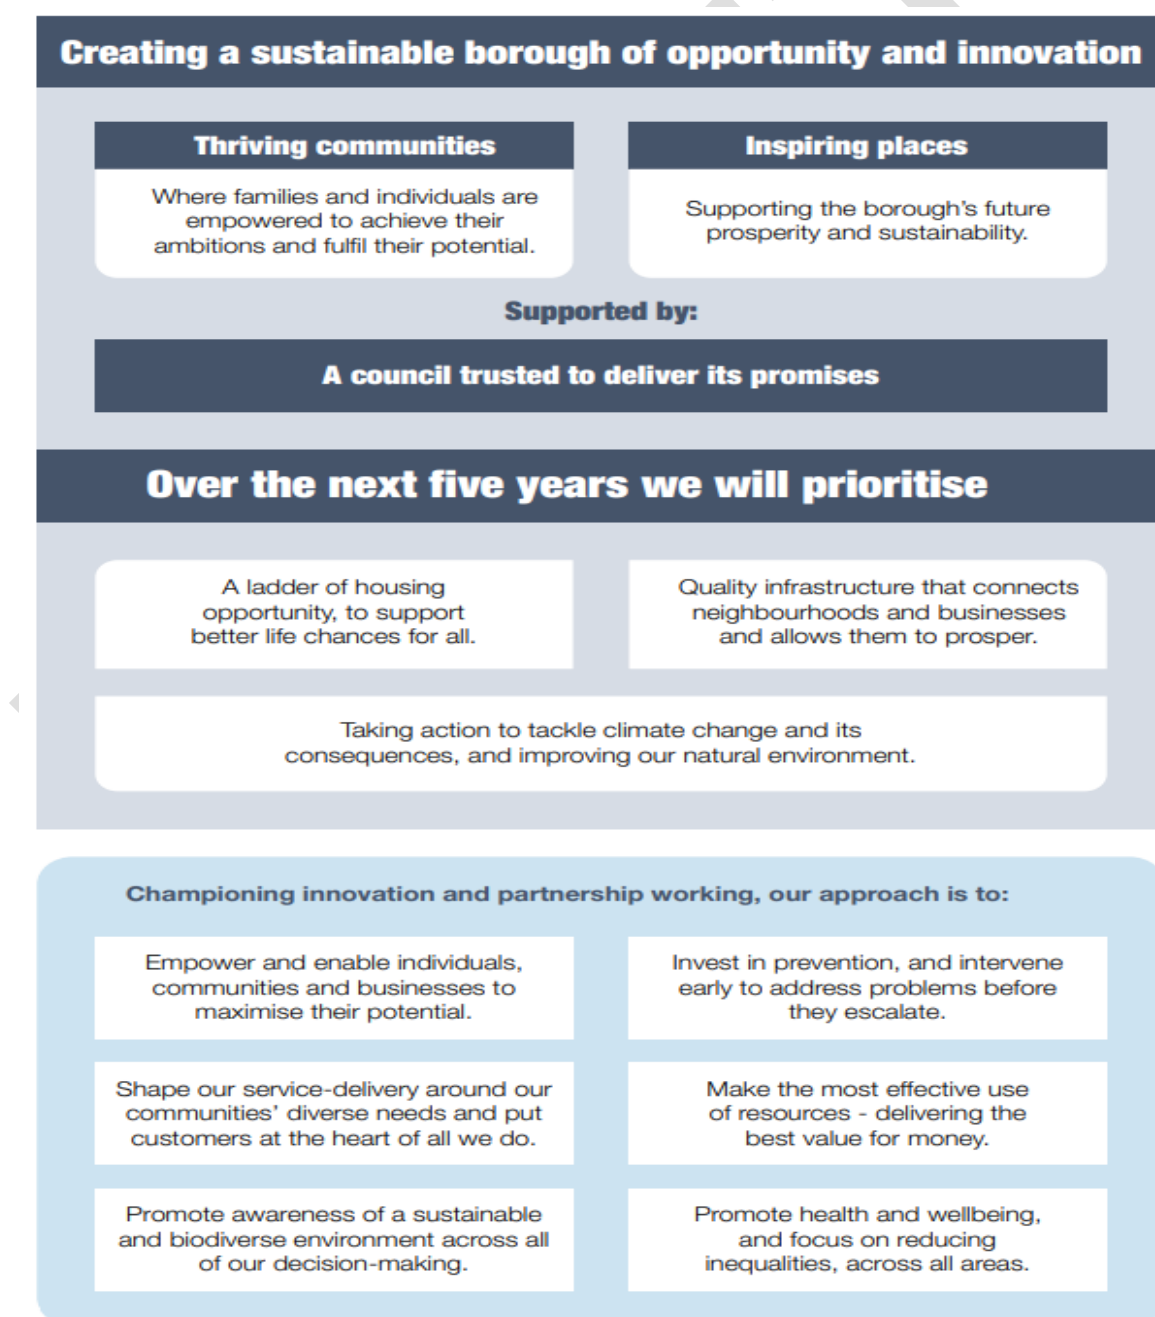 Creating a sustainable borough of opportunity and innovation
Thriving communities
Where families and individuals are
empowered to achieve their
ambitions and fulfil their potential.
Inspiring places
Supporting the borough's future
prosperity and sustainability.
Supported by:
A council trusted to deliver its promises
Over the next five years we will prioritise
A ladder of housing
opportunity, to support
better life chances for all.
Quality infrastructure that connects
neighbourhoods and businesses
and allows them to prosper.
Taking action to tackle climate change and its
consequences, and improving our natural environment.
Championing innovation and partnership working, our approach is to:
Empower and enable individuals,
communities and businesses to
maximise their potential.
Invest in prevention, and intervene
early to address problems before
they escalate.
Shape our service-delivery around our
communities' diverse needs and put
customers at the heart of all we do.
Make the most effective use
of resources - delivering the
best value for money.
Promote awareness of a sustainable
and biodiverse environment across all
of our decision-making.
Promote health and wellbeing,
and focus on reducing
inequalities, across all areas.